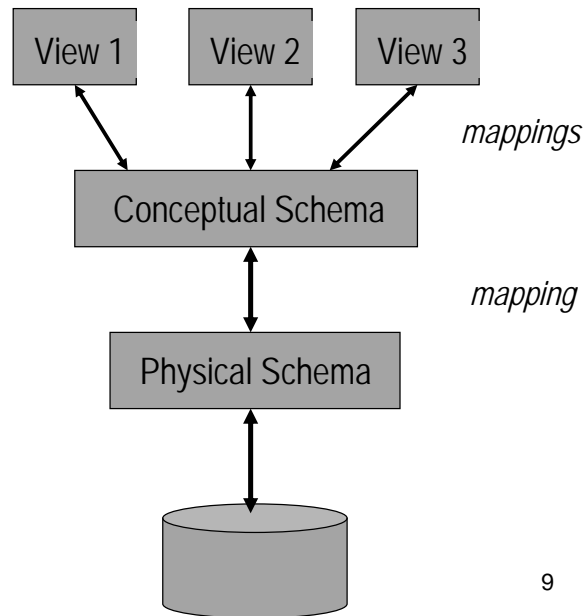 View 1 View 2 View 3
mappings
Conceptual Schema
mapping
Physical Schema
9